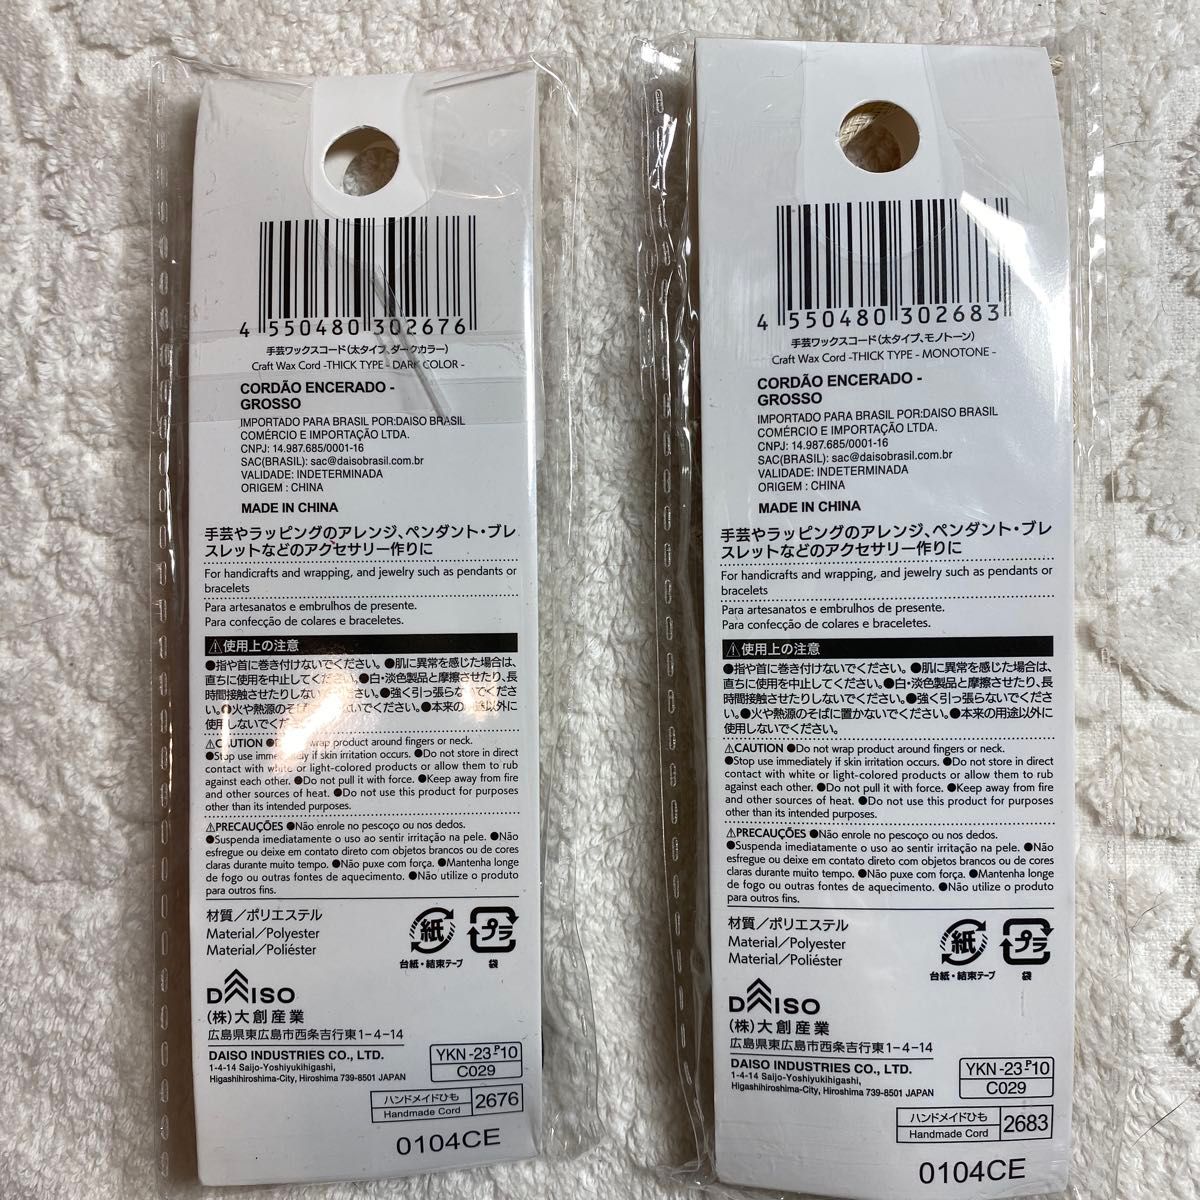 4 550480 302676
手芸ワックスコード(太タイプ、ダークカラー)
Craft Wax Cord -THICK TYPE - DARK COLOR -
CORDÃO ENCERADO -
GROSSO
IMPORTADO PARA BRASIL POR:DAISO BRASIL
COMÉRCIO E IMPORTAÇÃO LTDA.
CNPJ: 14.987.685/0001-16
SAC(BRASIL): sac@daisobrasil.com.br
VALIDADE: INDETERMINADA
ORIGEM : CHINA
MADE IN CHINA
手芸やラッピングのアレンジ、ペンダント・ブレ
スレットなどのアクセサリー作りに
For handicrafts and wrapping, and jewelry such as pendants or
bracelets
Para artesanatos e embrulhos de presente.
Para confecção de colares e braceletes.
⚠使用上の注意
●指や首に巻き付けないでください。●肌に異常を感じた場合は、
直ちに使用を中止してください。●白・淡色製品と摩擦させたり、長
時間接触させたりしないでください。●強く引っ張らないでくださ
い。●火や熱源のそばに置かないでください。●本来の用途以外に
使用しないでください。
⚠CAUTION ●Do not wrap product around fingers or neck.
●Stop use immediately if skin irritation occurs. ●Do not store in direct
contact with white or light-colored products or allow them to rub
against each other. ●Do not pull it with force. ●Keep away from fire
and other sources of heat. ●Do not use this product for purposes
other than its intended purposes.
⚠PRECAUÇÕES ●Não enrole no pescoço ou nos dedos.
●Suspenda imediatamente o uso ao sentir irritação na pele. ●Não
esfregue ou deixe em contato direto com objetos brancos ou de cores
claras durante muito tempo. ●Não puxe com força. ●Mantenha longe
de fogo ou outras fontes de aquecimento. ●Não utilize o produto
para outros fins.
材質/ポリエステル
Material/Polyester
Material/Poliéster
紙
台紙・結束テープ
プラ
袋
DAISO
(株)大創産業
広島県東広島市西条吉行東1-4-14
DAISO INDUSTRIES CO., LTD.
1-4-14 Saijo-Yoshiyukihigashi,
Higashihiroshima-City, Hiroshima 739-8501 JAPAN
YKN-23P10
C029
ハンドメイドひも
Handmade Cord
2676
0104CE
4 550480 302683
手芸ワックスコード(太タイプ、モノトーン)
Craft Wax Cord -THICK TYPE - MONOTONE -
CORDÃO ENCERADO -
GROSSO
IMPORTADO PARA BRASIL POR:DAISO BRASIL
COMÉRCIO E IMPORTAÇÃO LTDA.
CNPJ: 14.987.685/0001-16
SAC(BRASIL): sac@daisobrasil.com.br
VALIDADE: INDETERMINADA
ORIGEM : CHINA
MADE IN CHINA
手芸やラッピングのアレンジ、ペンダント・ブレ
スレットなどのアクセサリー作りに
For handicrafts and wrapping, and jewelry such as pendants or
bracelets
Para artesanatos e embrulhos de presente.
Para confecção de colares e braceletes.
⚠使用上の注意
●指や首に巻き付けないでください。●肌に異常を感じた場合は、
直ちに使用を中止してください。●白・淡色製品と摩擦させたり、長
時間接触させたりしないでください。●強く引っ張らないでくださ
い。●火や熱源のそばに置かないでください。●本来の用途以外に
使用しないでください。
⚠CAUTION ●Do not wrap product around fingers or neck.
●Stop use immediately if skin irritation occurs. ●Do not store in direct
contact with white or light-colored products or allow them to rub
against each other. ●Do not pull it with force. ●Keep away from fire
and other sources of heat. ●Do not use this product for purposes
other than its intended purposes.
⚠PRECAUÇÕES ●Não enrole no pescoço ou nos dedos.
●Suspenda imediatamente o uso ao sentir irritação na pele. ●Não
esfregue ou deixe em contato direto com objetos brancos ou de cores
claras durante muito tempo. ●Não puxe com força. ●Mantenha longe
de fogo ou outras fontes de aquecimento. ●Não utilize o produto
para outros fins.
材質/ポリエステル
Material/Polyester
Material/Poliéster
紙
台紙・結束テープ
プラ
袋
DAISO
(株)大創産業
広島県東広島市西条吉行東1-4-14
DAISO INDUSTRIES CO., LTD.
1-4-14 Saijo-Yoshiyukihigashi,
Higashihiroshima-City, Hiroshima 739-8501 JAPAN
YKN-23P10
C029
ハンドメイドひも
Handmade Cord
2683
0104CE